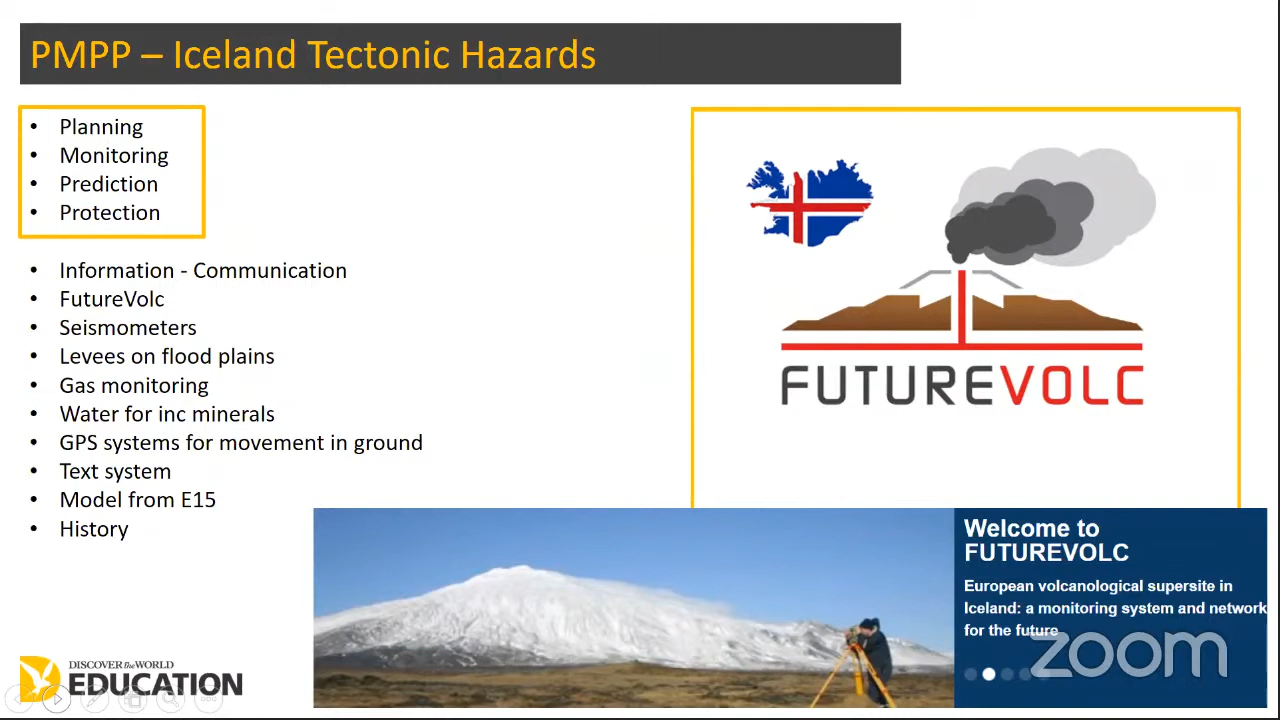 PMPP – Iceland Tectonic Hazards
• Planning
• Monitoring
• Prediction
• Protection
• Information - Communication
• FutureVolc
• Seismometers
• Levees on flood plains
• Gas monitoring
• Water for inc minerals
• GPS systems for movement in ground
• Text system
• Model from E15
• History
FUTUREVOLC
Welcome to
FUTUREVOLC
European volcanological supersite in
Iceland: a monitoring system and network
for the future
zoom
DISCOVER the WORLD
EDUCATION